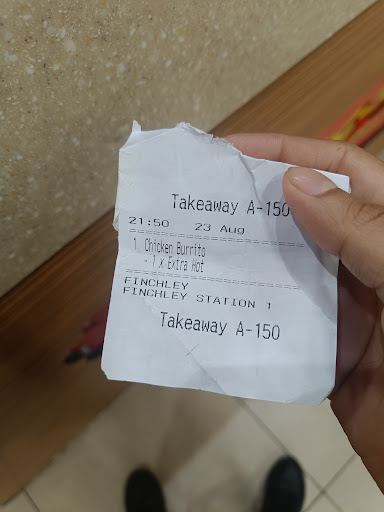 Takeaway A-150
21:50 23 Aug
1 Chicken Burrito
- 1 x Extra Hot
FINCHLEY
FINCHLEY STATION 1
Takeaway A-150